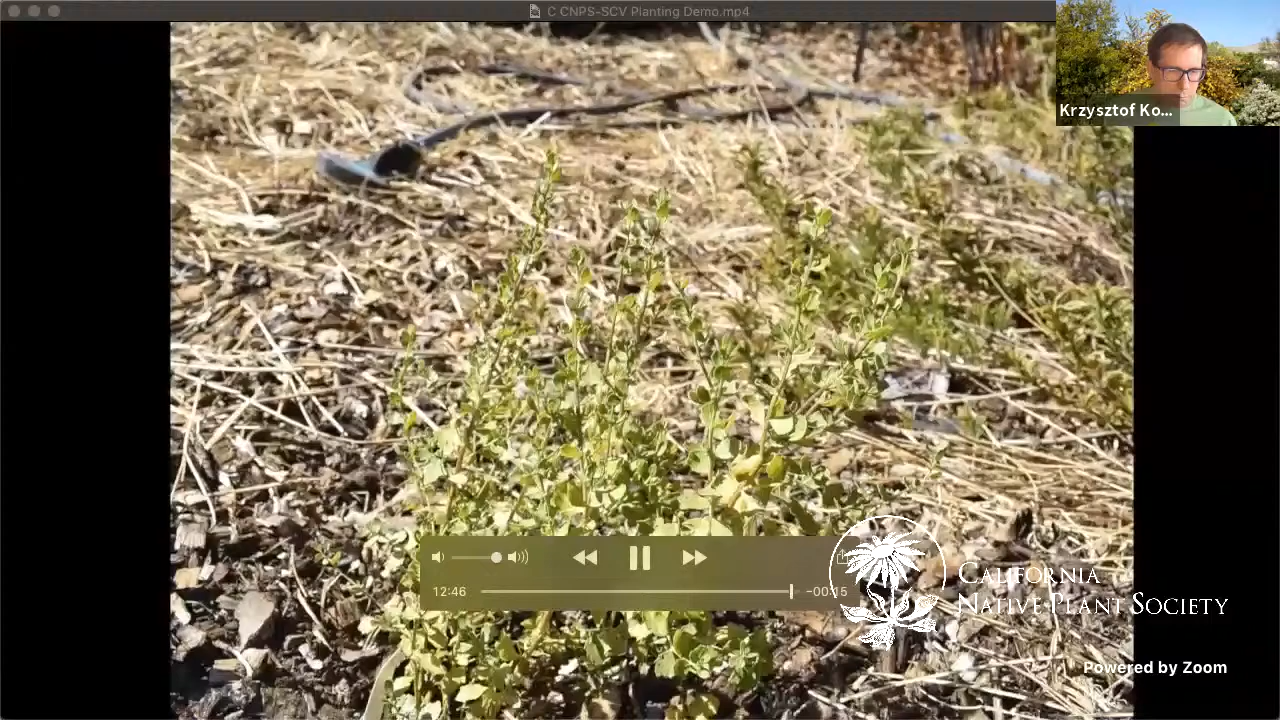 C CNPS-SCV Planting Demo.mp4
Krzysztof Ko...
12:46
-00:15
CALIFORNIA
NATIVE PLANT SOCIETY
Powered by Zoom